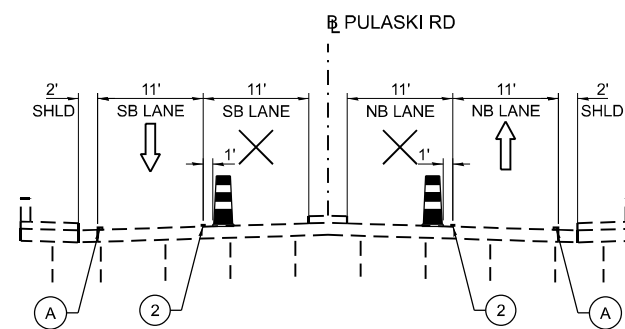 ℄ PULASKI RD
2' 11' 11' 11' 11' 2'
SHLD SB LANE SB LANE NB LANE NB LANE SHLD
1' 1'
A 2 2 A